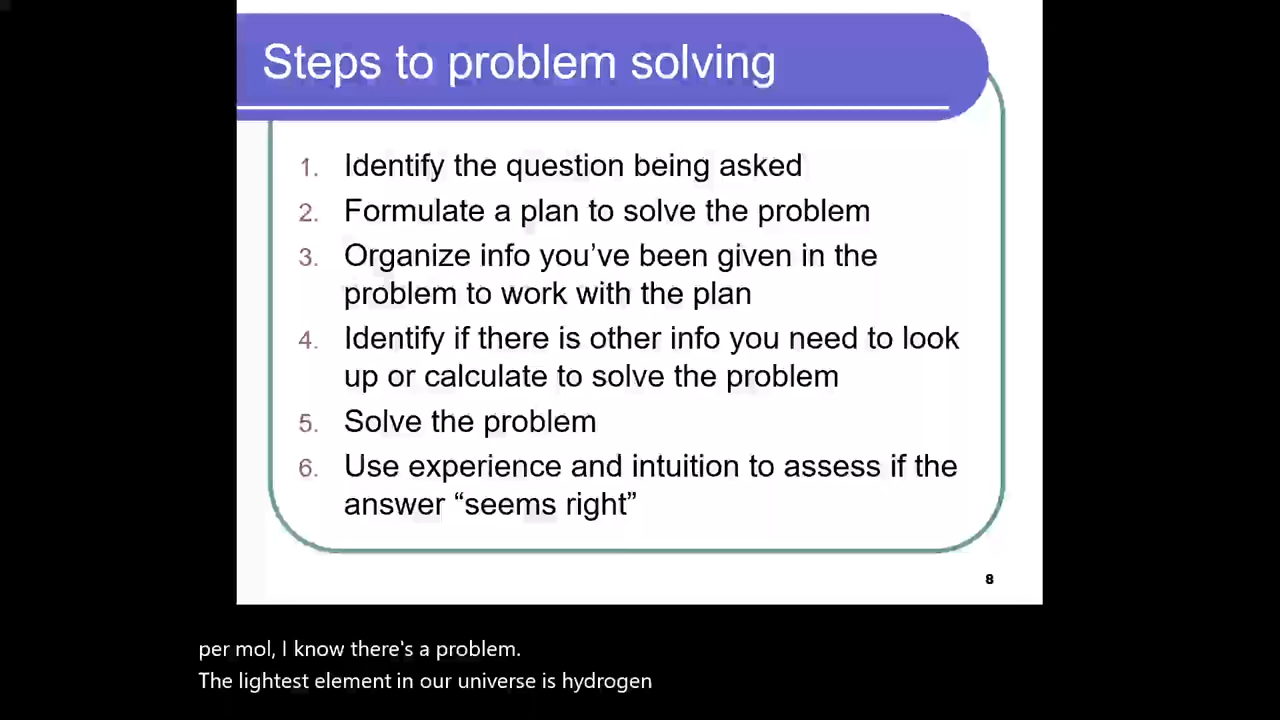 Steps to problem solving
1. Identify the question being asked
2. Formulate a plan to solve the problem
3. Organize info you've been given in the
problem to work with the plan
4. Identify if there is other info you need to look
up or calculate to solve the problem
5. Solve the problem
6. Use experience and intuition to assess if the
answer “seems right”
8
per mol, I know there's a problem.
The lightest element in our universe is hydrogen